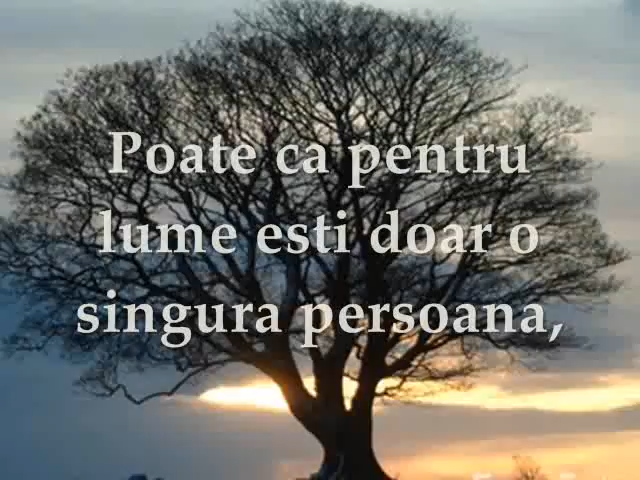 Poate ca pentru
lume esti doar o
singura persoana,